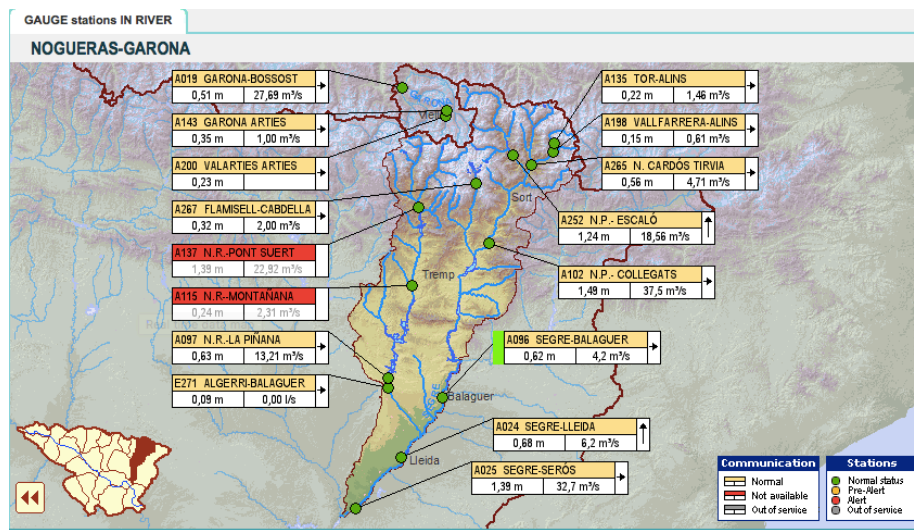 GAUGE stations IN RIVER
NOGUERAS-GARONA
A019 GARONA-BOSSOST
0,51 m 27,69 m³/s
A143 GARONA ARTIES
0,35 m 1,00 m³/s
A200 VALARTIES ARTIES
0,23 m
A267 FLAMISELL-CABDELLA
0,32 m 2,00 m³/s
A137 N.R.-PONT SUERT
1,39 m 22,92 m³/s
A115 N.R.-MONTAÑANA
0,24 m 2,31 m³/s
A097 N.R.-LA PIÑANA
0,63 m 13,21 m³/s
E271 ALGERRI-BALAGUER
0,09 m 0,00 l/s
A135 TOR-ALINS
0,22 m 1,46 m³/s
A198 VALLFARRERA-ALINS
0,15 m 0,61 m³/s
A265 N. CARDÓS TIRVIA
0,56 m 4,71 m³/s
A252 N.P.- ESCALÓ
1,24 m 18,56 m³/s
A102 N.P.- COLLEGATS
1,49 m 37,5 m³/s
A096 SEGRE-BALAGUER
0,62 m 4,2 m³/s
A024 SEGRE-LLEIDA
0,68 m 6,2 m³/s
A025 SEGRE-SERÒS
1,39 m 32,7 m³/s
Sort
Tremp
Balaguer
Lleida
Communication
Normal
Not available
Out of service
Stations
Normal status
Pre-Alert
Alert
Out of service